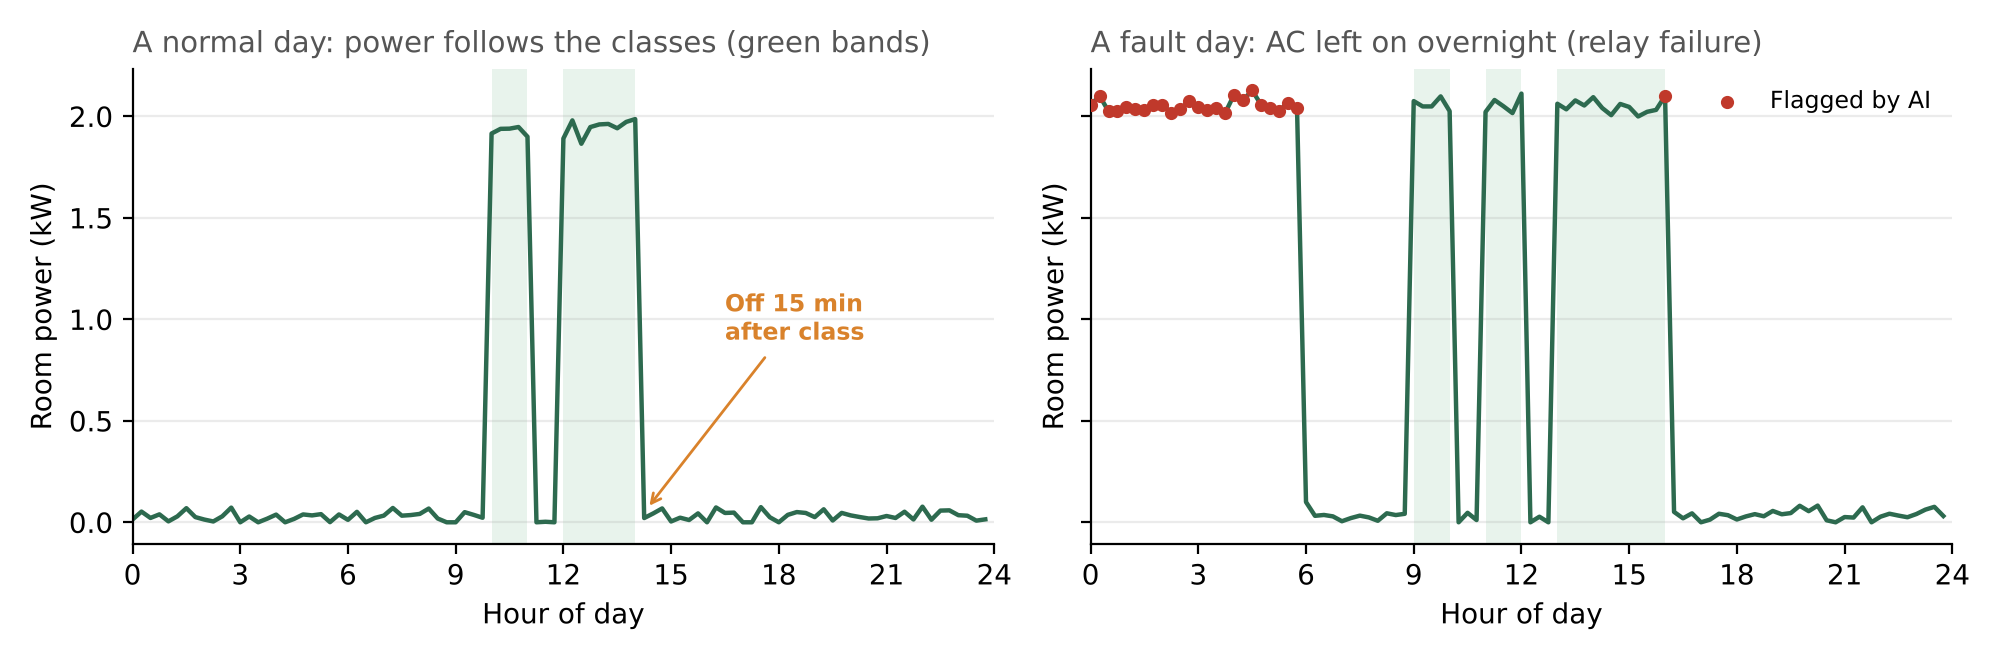 A normal day: power follows the classes (green bands)
Room power (kW)
2.0
1.5
1.0
0.5
0.0
Off 15 min
after class
0 3 6 9 12 15 18 21 24
Hour of day
A fault day: AC left on overnight (relay failure)
Room power (kW)
Flagged by AI
0 3 6 9 12 15 18 21 24
Hour of day